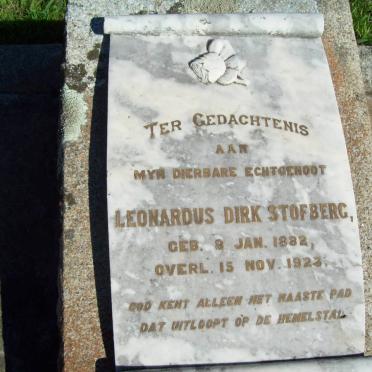 TER GEDACHTENIS
AAN
MYN DIERBARE ECHTGENOOT
LEONARDUS DIRK STOFBERG,
GEB. 9 JAN. 1882,
OVERL. 15 NOV. 1923.
GOD KENT ALLEEN HET NAASTE PAD
DAT UITLOOPT OP DE HEMELSTAD